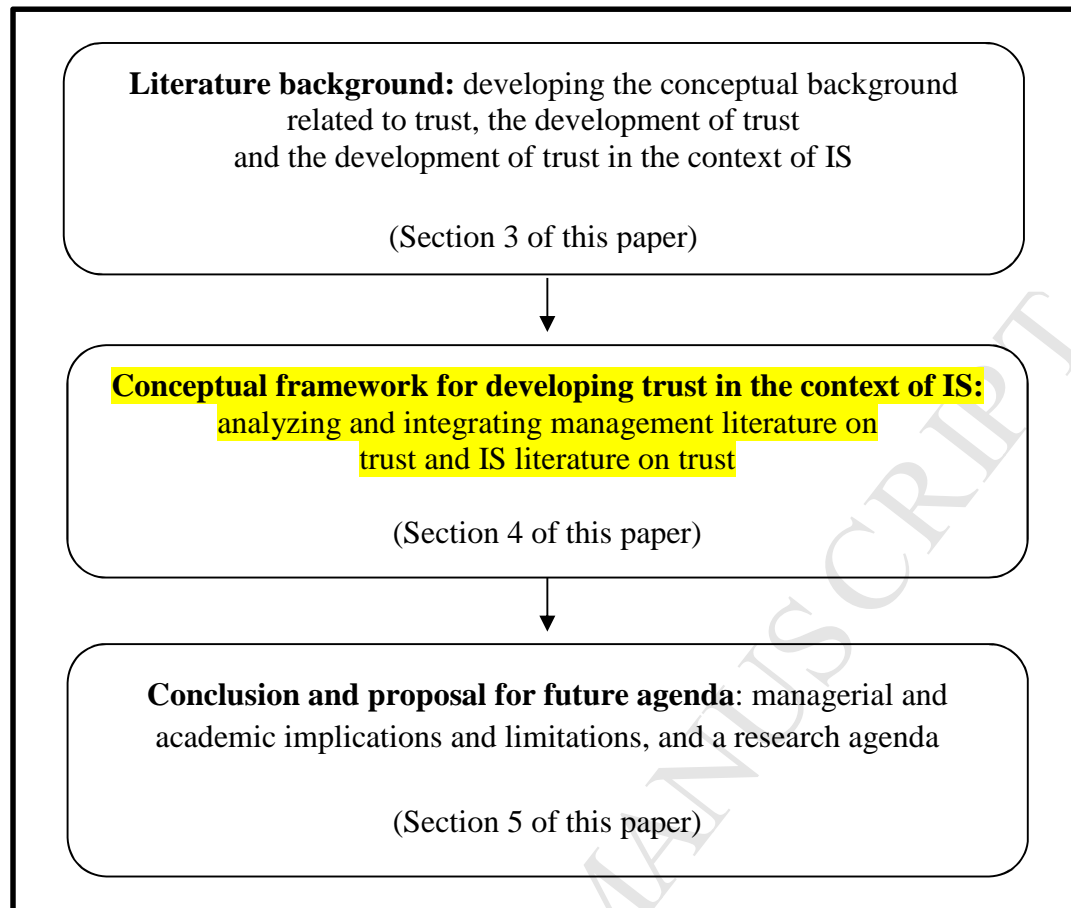 Literature background: developing the conceptual background
related to trust, the development of trust
and the development of trust in the context of IS
(Section 3 of this paper)
Conceptual framework for developing trust in the context of IS:
analyzing and integrating management literature on
trust and IS literature on trust
(Section 4 of this paper)
Conclusion and proposal for future agenda: managerial and
academic implications and limitations, and a research agenda
(Section 5 of this paper)
MANUSCRIPT